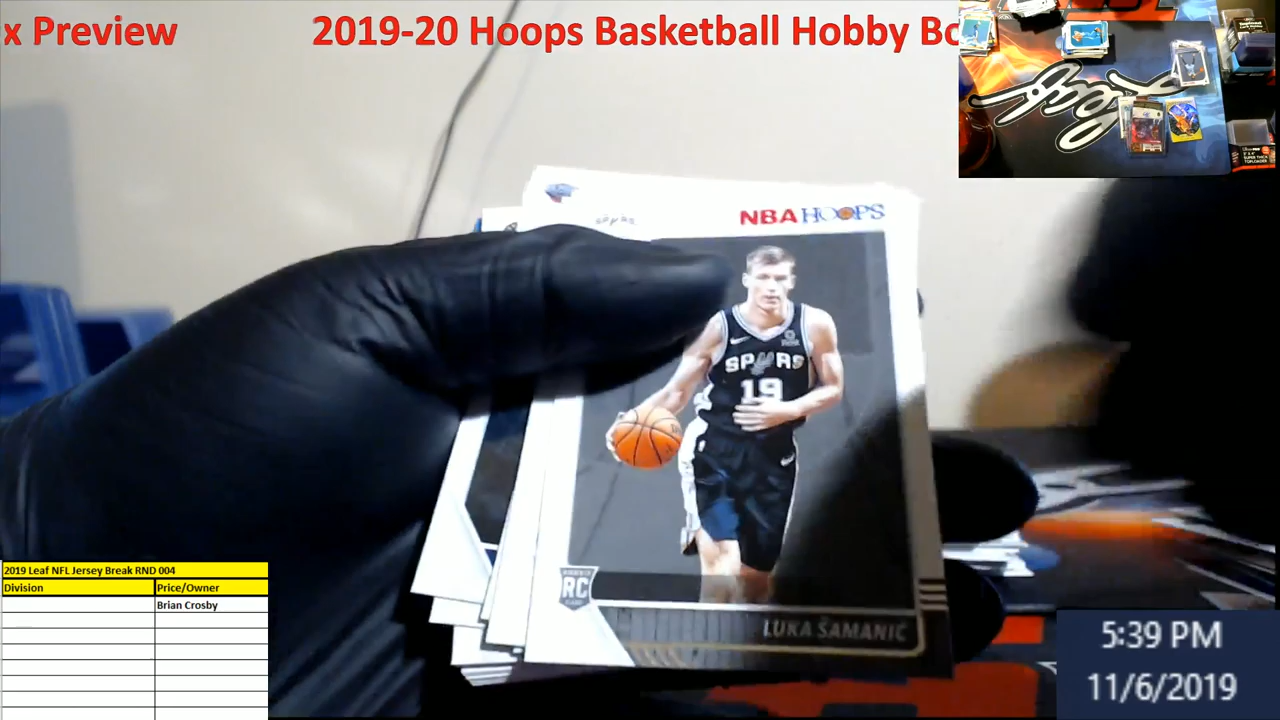 x Preview 2019-20 Hoops Basketball Hobby Bo
SPURS
NBA HOOPS
SPURS
19
RC
LUKA ŠAMANIĆ
2019 Leaf NFL Jersey Break RND 004
Division Price/Owner
Brian Crosby
5:39 PM
11/6/2019